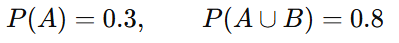 P(A) = 0.3, P(A ∪ B) = 0.8